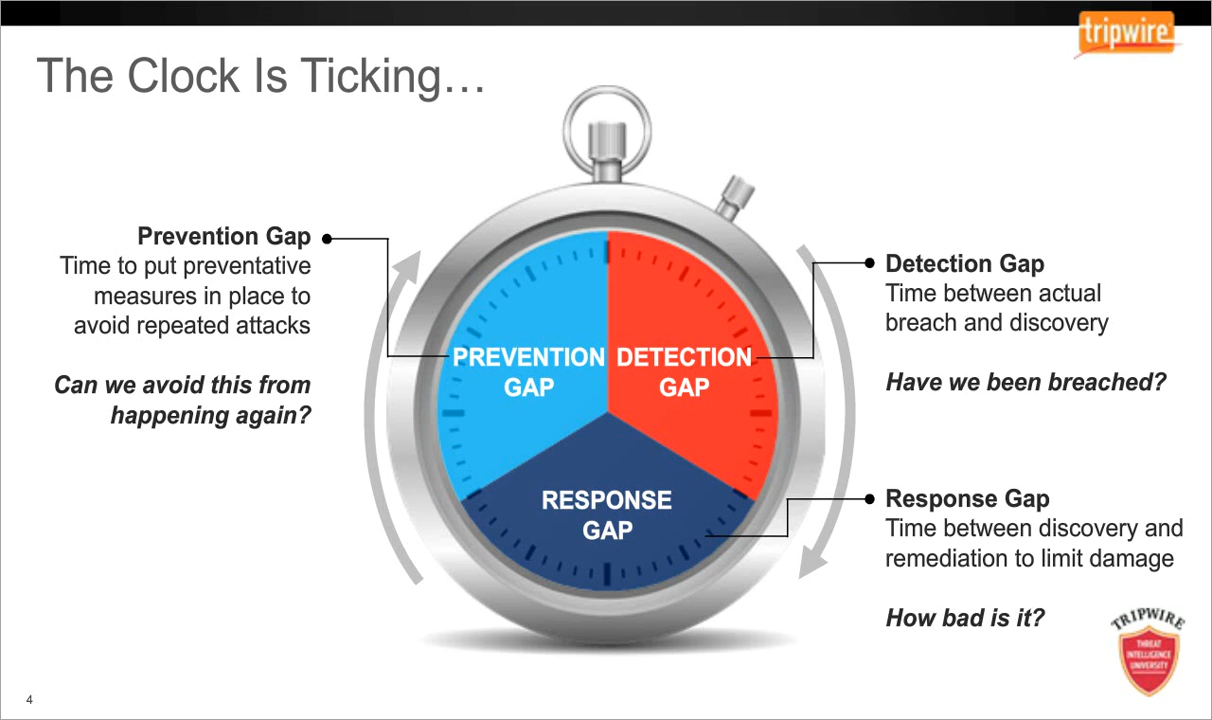 tripwire
The Clock Is Ticking…
Prevention Gap
Time to put preventative
measures in place to
avoid repeated attacks
Can we avoid this from
happening again?
PREVENTION
GAP
DETECTION
GAP
RESPONSE
GAP
Detection Gap
Time between actual
breach and discovery
Have we been breached?
Response Gap
Time between discovery and
remediation to limit damage
How bad is it?
TRIPWIRE
THREAT
INTELLIGENCE
UNIVERSITY
4